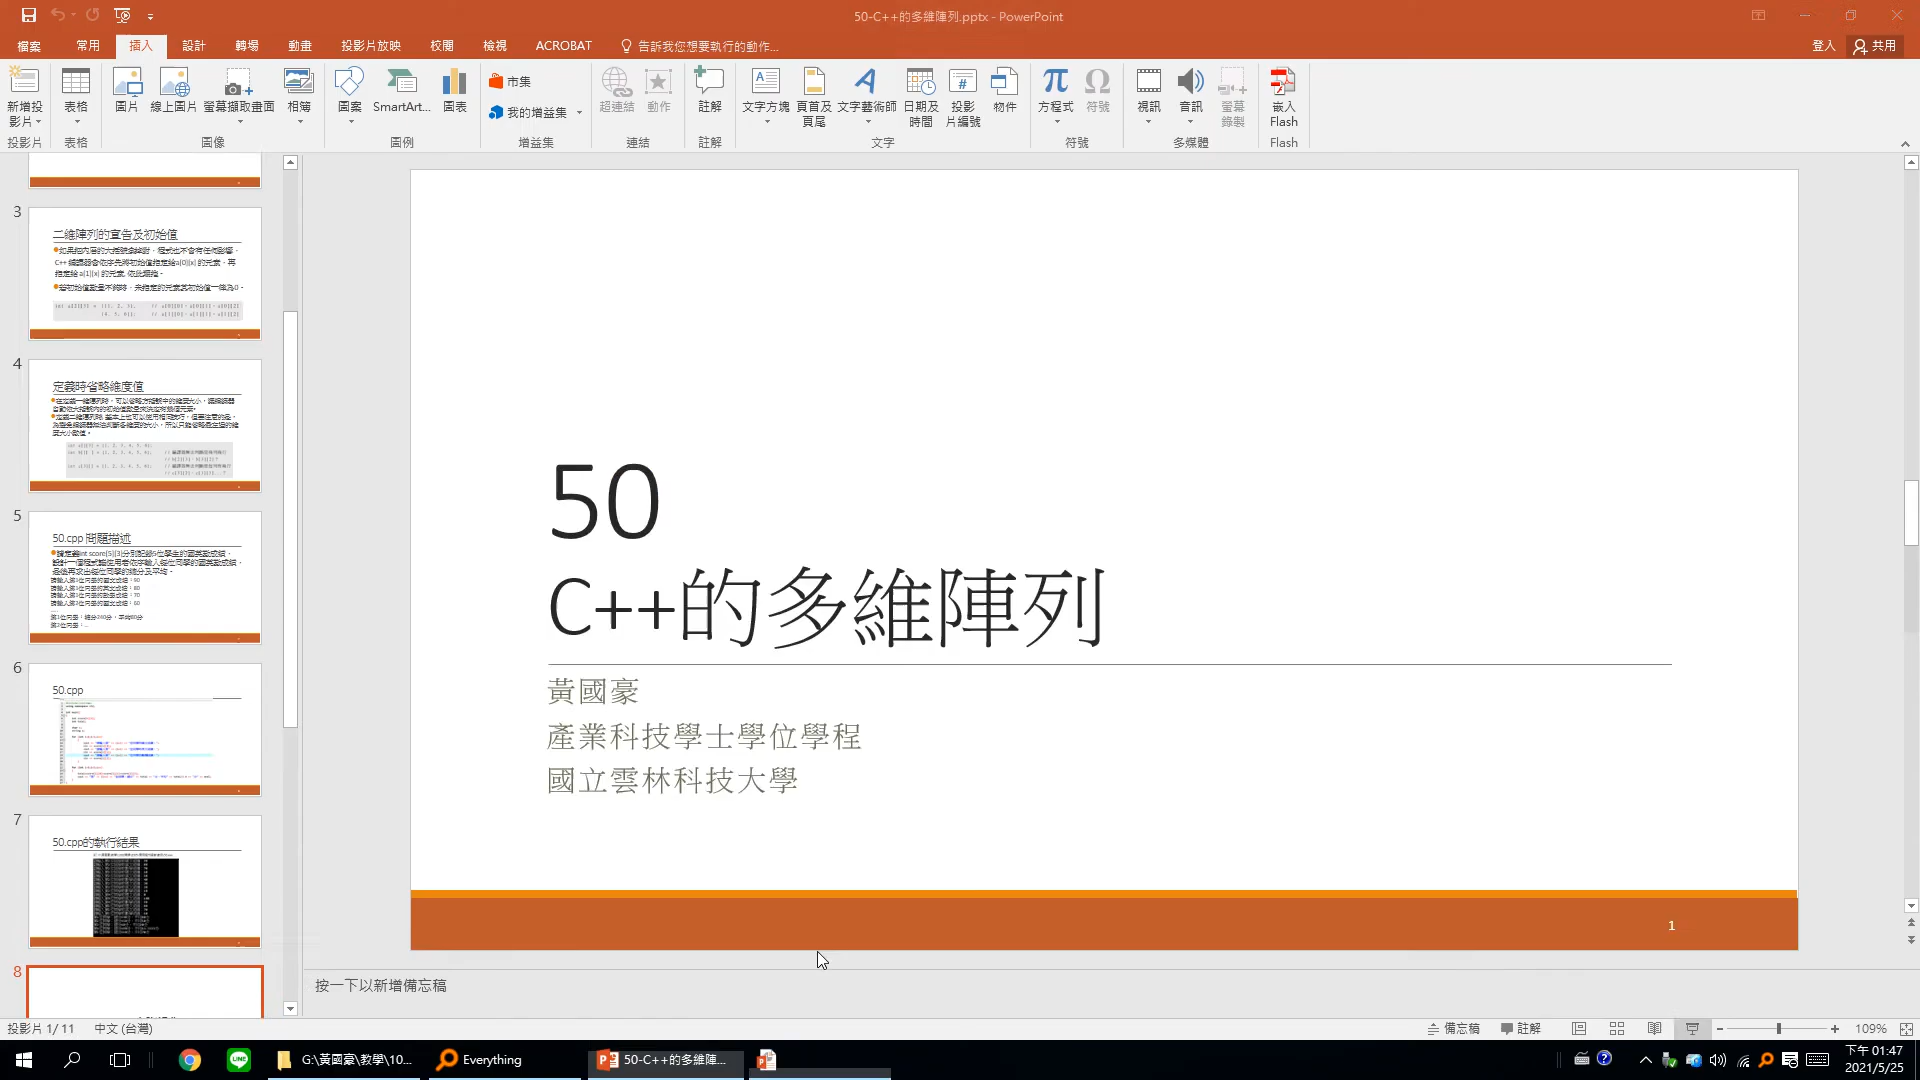 50-C++的多維陣列.pptx - PowerPoint
檔案 常用 插入 設計 轉場 動畫 投影片放映 校閱 檢視 ACROBAT 告訴我您想要執行的動作... 登入 共用
新增投影片 表格 圖片 線上圖片 螢幕擷取畫面 相簿 圖案 SmartArt... 圖表 市集 我的增益集 超連結 動作 註解 文字方塊 頁首及頁尾 文字藝術師 日期及時間 投影片編號 物件 方程式 符號 視訊 音訊 螢幕錄製 嵌入 Flash
投影片 表格 圖像 圖例 增益集 連結 註解 文字 符號 多媒體 Flash
3
二維陣列的宣告及初始值
4
定義時省略維度值
5
50.cpp 問題描述
6
50.cpp
7
50.cpp的執行結果
8
50
C++的多維陣列
黃國豪
產業科技學士學位學程
國立雲林科技大學
1
按一下以新增備忘稿
投影片 1/ 11 中文 (台灣) 備忘稿 註解 109%
G:\黃國豪\教學\10... Everything 50-C++的多維陣... 下午 01:47
2021/5/25